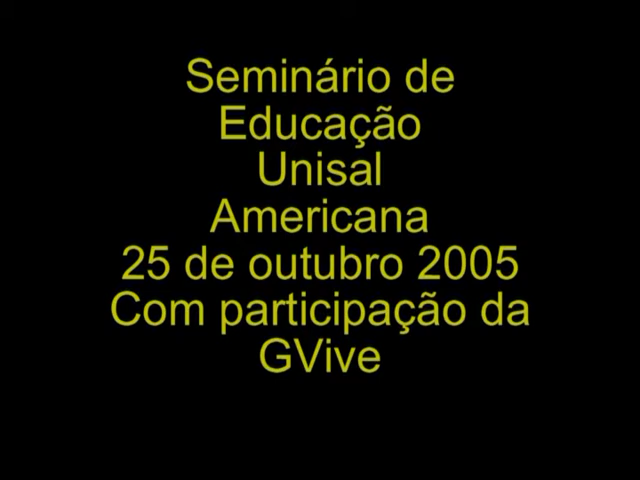 Seminário de
Educação
Unisal
Americana
25 de outubro 2005
Com participação da
GVive